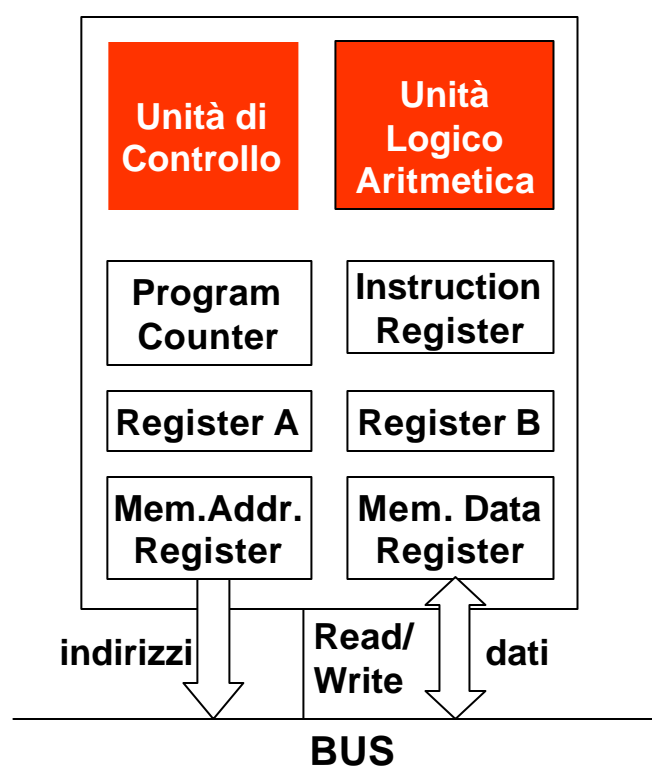 Unità di
Controllo
Unità
Logico
Aritmetica
Program
Counter
Instruction
Register
Register A
Register B
Mem.Addr.
Register
Mem. Data
Register
indirizzi
Read/
Write
dati
BUS